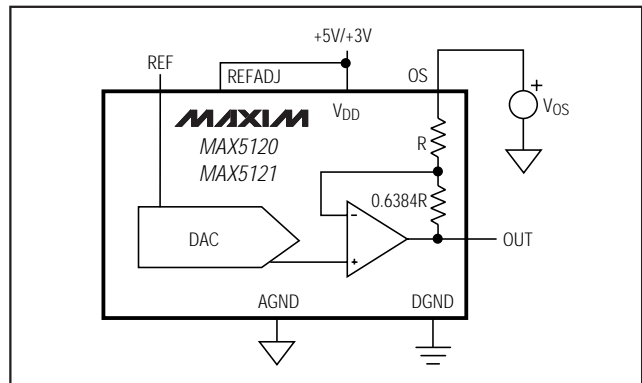 +5V/+3V
REF
REFADJ
OS
+
VOS
VDD
MAXIM
MAX5120
MAX5121
R
0.6384R
-
DAC
+
OUT
AGND
DGND